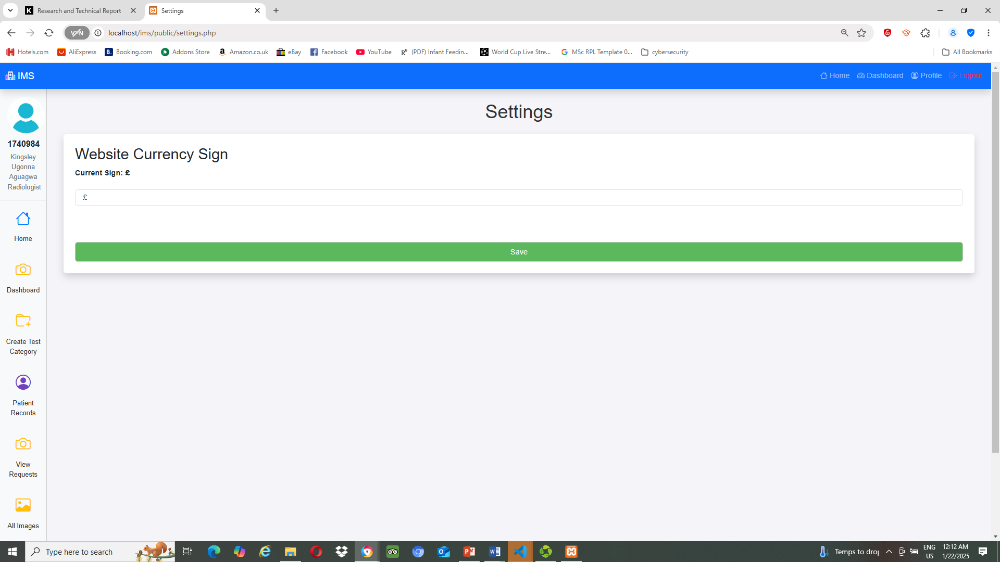 Research and Technical Report
Settings
localhost/ims/public/settings.php
Hotels.com
AliExpress
Booking.com
Addons Store
Amazon.co.uk
eBay
Facebook
YouTube
(PDF) Infant Feedin...
World Cup Live Stre...
MSc RPL Template 0...
cybersecurity
All Bookmarks
IMS
Home
Dashboard
Profile
Logout
1740984
Kingsley
Ugonna
Aguagwa
Radiologist
Home
Dashboard
Create Test
Category
Patient
Records
View
Requests
All Images
Settings
Website Currency Sign
Current Sign: £
£
Save
Type here to search
Temps to drop
ENG
US
12:12 AM
1/22/2025